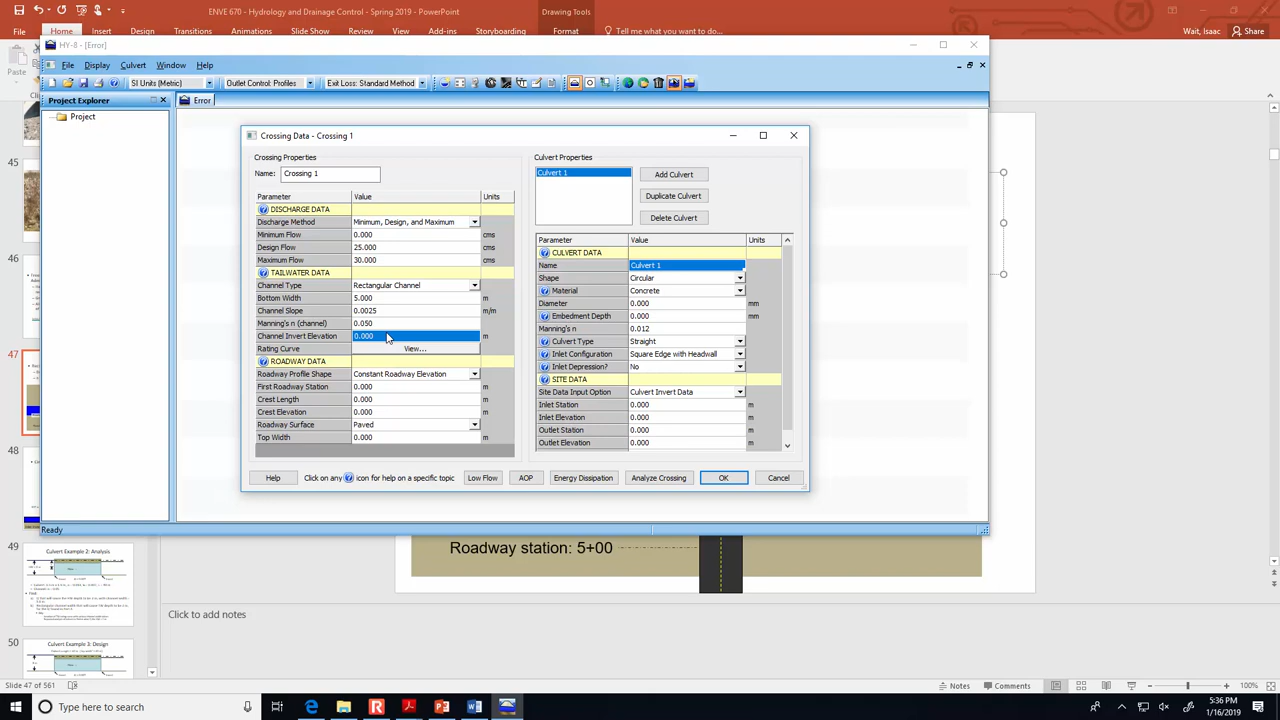 ENVE 670 - Hydrology and Drainage Control - Spring 2019 - PowerPoint
Drawing Tools
File
Home
Insert
Design
Transitions
Animations
Slide Show
Review
View
Add-ins
Storyboarding
Format
Tell me what you want to do...
Wait, Isaac
Share
HY-8 - [Error]
File Display Culvert Window Help
SI Units (Metric)
Outlet Control: Profiles
Exit Loss: Standard Method
Paste
Project Explorer
Project
Error
Crossing Data - Crossing 1
Crossing Properties
Name: Crossing 1
Parameter Value Units
DISCHARGE DATA
Discharge Method Minimum, Design, and Maximum
Minimum Flow 0.000 cms
Design Flow 25.000 cms
Maximum Flow 30.000 cms
TAILWATER DATA
Channel Type Rectangular Channel
Bottom Width 5.000 m
Channel Slope 0.0025 m/m
Manning's n (channel) 0.050
Channel Invert Elevation 0.000 m
Rating Curve View...
ROADWAY DATA
Roadway Profile Shape Constant Roadway Elevation
First Roadway Station 0.000 m
Crest Length 0.000 m
Crest Elevation 0.000 m
Roadway Surface Paved
Top Width 0.000 m
Culvert Properties
Culvert 1
Add Culvert
Duplicate Culvert
Delete Culvert
Parameter Value Units
CULVERT DATA
Name Culvert 1
Shape Circular
Material Concrete
Diameter 0.000 mm
Embedment Depth 0.000 mm
Manning's n 0.012
Culvert Type Straight
Inlet Configuration Square Edge with Headwall
Inlet Depression? No
SITE DATA
Site Data Input Option Culvert Invert Data
Inlet Station 0.000 m
Inlet Elevation 0.000 m
Outlet Station 0.000 m
Outlet Elevation 0.000 m
Help
Click on any ? icon for help on a specific topic
Low Flow
AOP
Energy Dissipation
Analyze Crossing
OK
Cancel
Ready
45
46
47
48
49
Culvert Example 2: Analysis
50
Culvert Example 3: Design
Roadway station: 5+00
Click to add notes
Slide 47 of 561
Notes
Comments
100%
Type here to search
5:36 PM
1/16/2019